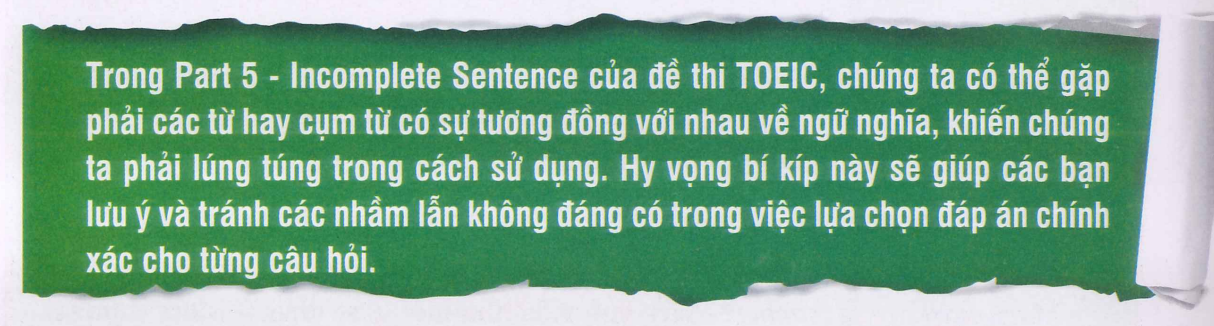 Trong Part 5 - Incomplete Sentence của đề thi TOEIC, chúng ta có thể gặp
phải các từ hay cụm từ có sự tương đồng với nhau về ngữ nghĩa, khiến chúng
ta phải lúng túng trong cách sử dụng. Hy vọng bí kíp này sẽ giúp các bạn
lưu ý và tránh các nhầm lẫn không đáng có trong việc lựa chọn đáp án chính
xác cho từng câu hỏi.